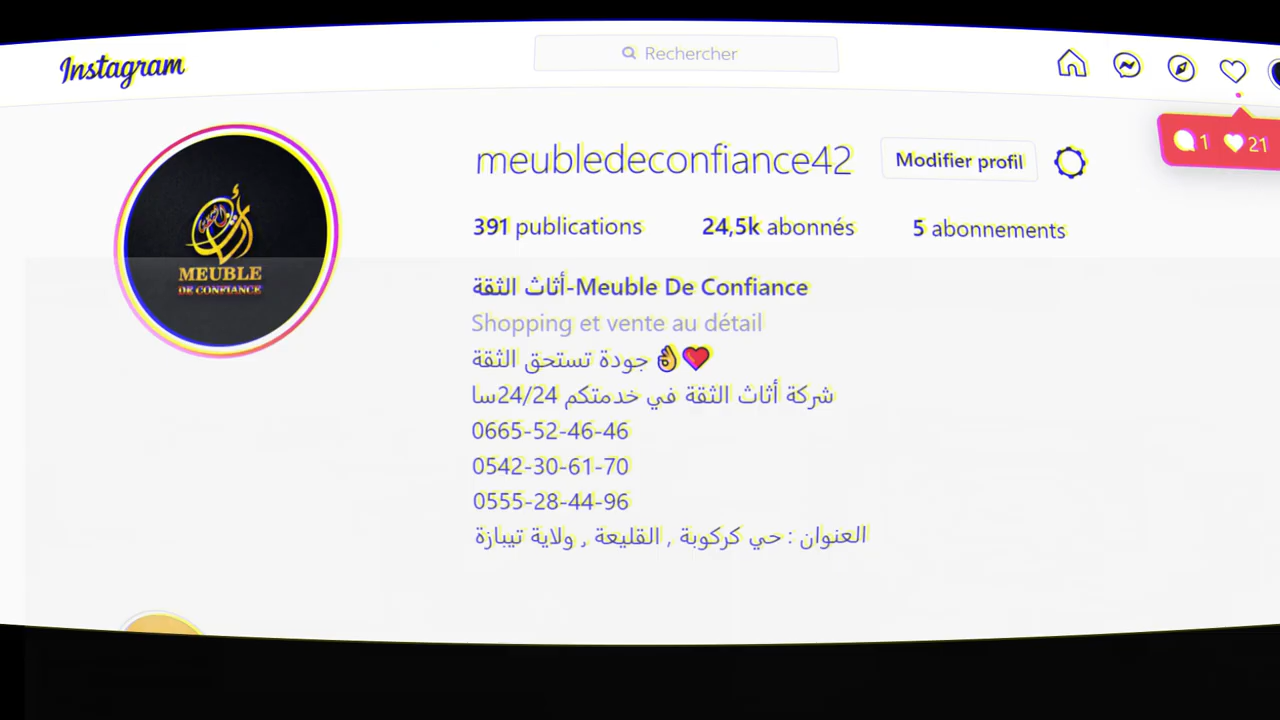 Instagram
Rechercher
1 21
meubledeconfiance42 Modifier profil
391 publications 24,5k abonnés 5 abonnements
أثاث الثقة-Meuble De Confiance
Shopping et vente au détail
جودة تستحق الثقة 👌❤️
شركة أثاث الثقة في خدمتكم 24/24سا
0665-52-46-46
0542-30-61-70
0555-28-44-96
العنوان : حي كركوبة , القليعة , ولاية تيبازة
MEUBLE
DE CONFIANCE